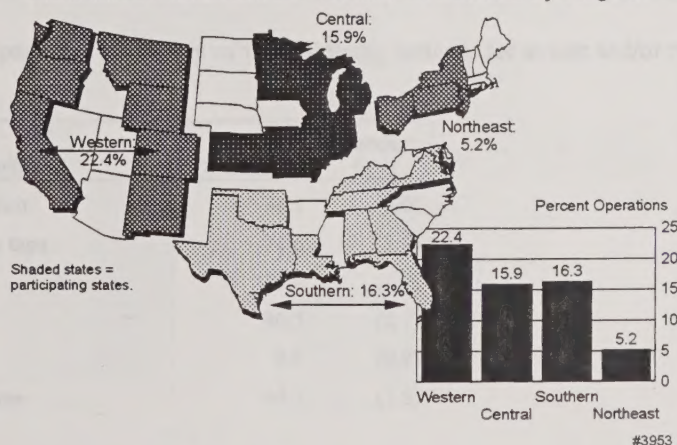 Central:
15.9%
Western:
22.4%
Northeast:
5.2%
Shaded states =
participating states.
Southern: 16.3%
Percent Operations
25
20
15
10
5
0
22.4
15.9
16.3
5.2
Western
Central
Southern
Northeast
#3953